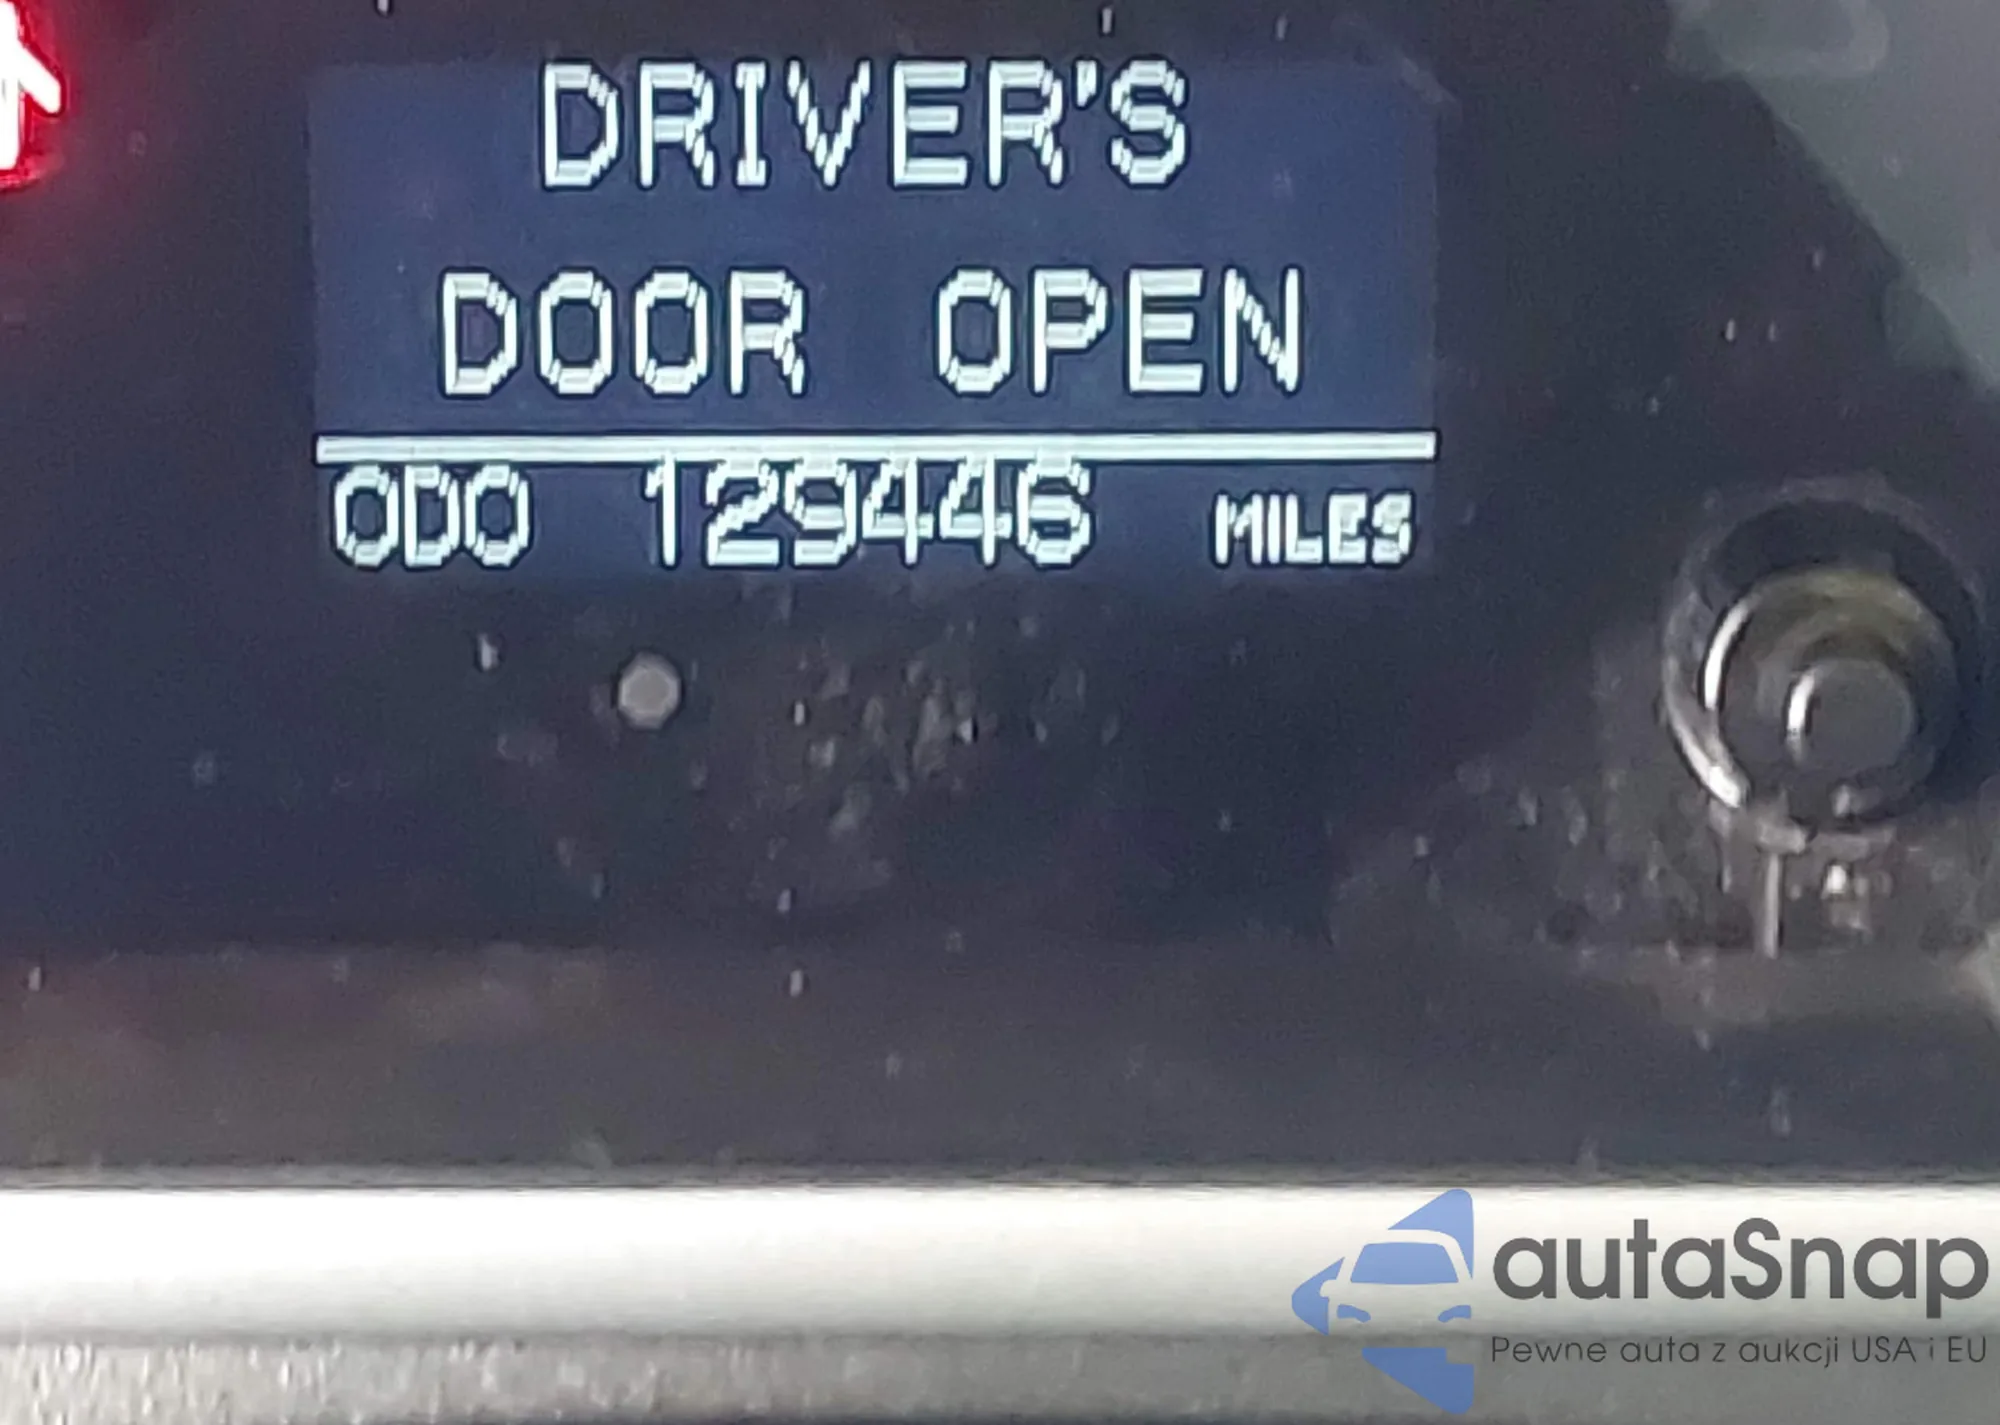 DRIVER'S
DOOR OPEN
ODO 129446 MILES
autaSnap
Pewne auta z aukcji USA i EU